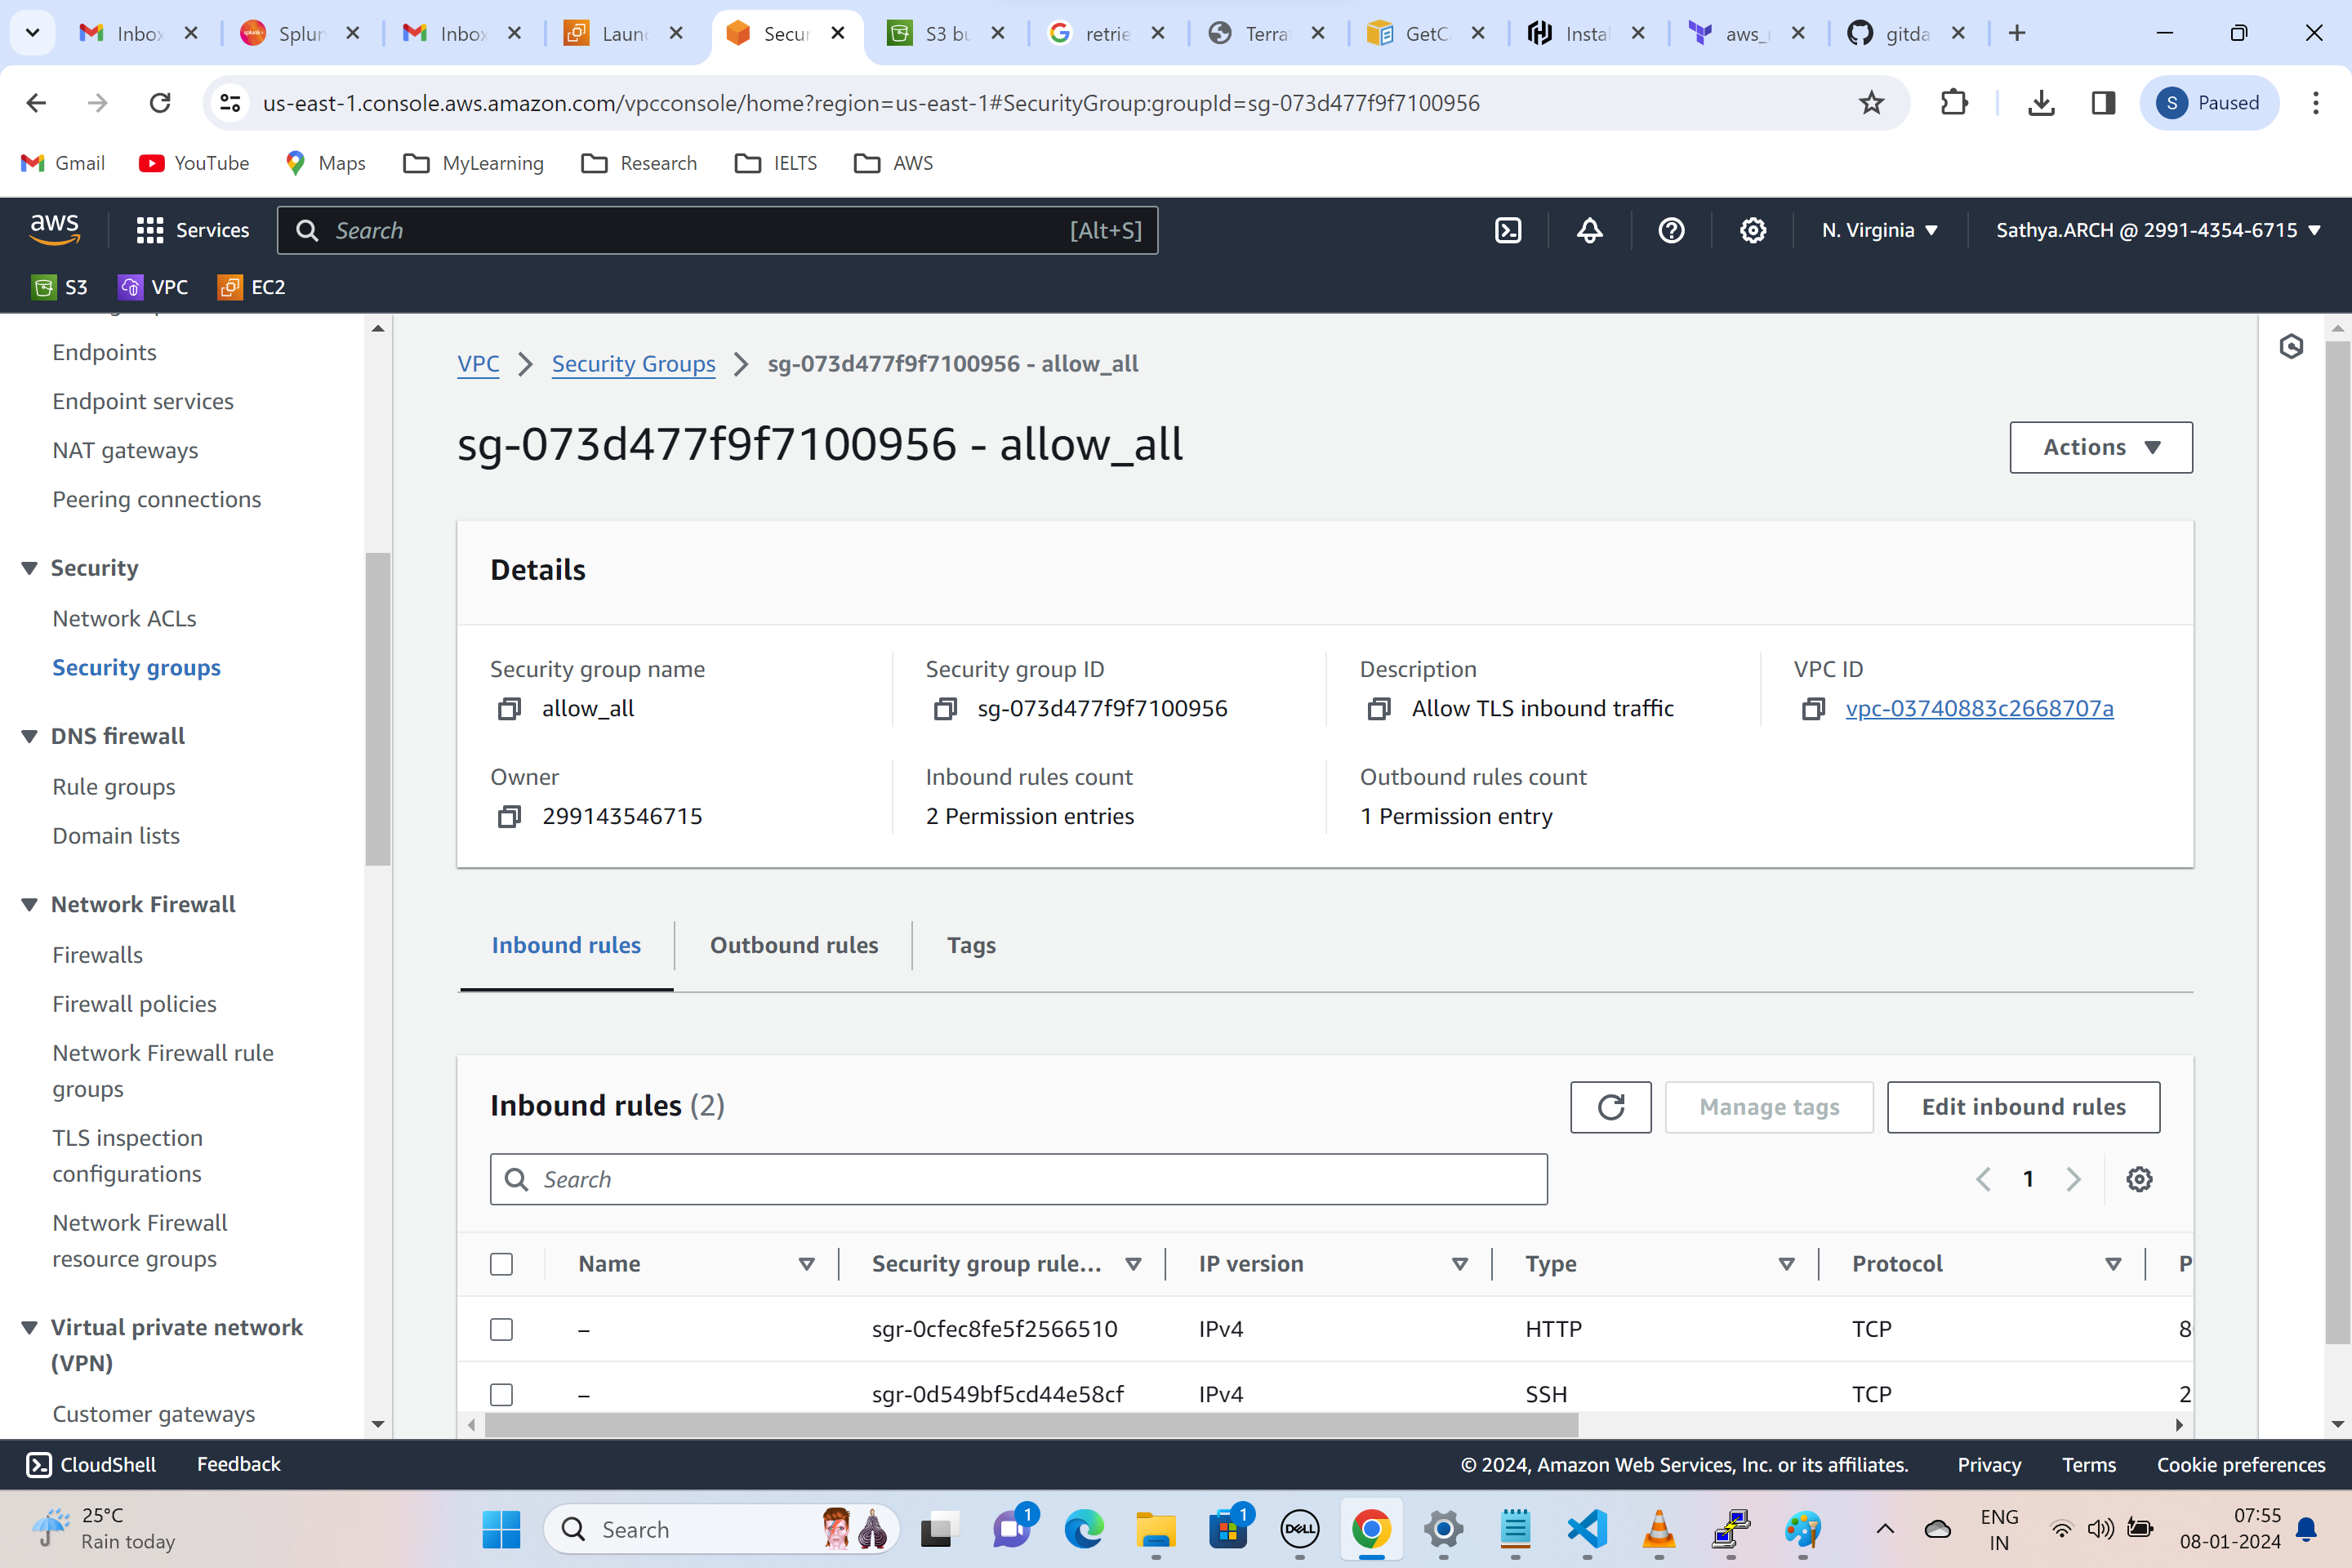 Inbox
Splun
Inbox
Launc
Secur
S3 bu
retrie
Terra
GetC
Instal
aws_
gitda
us-east-1.console.aws.amazon.com/vpcconsole/home?region=us-east-1#SecurityGroup:groupId=sg-073d477f9f7100956
S Paused
Gmail YouTube Maps MyLearning Research IELTS AWS
aws Services Search [Alt+S] N. Virginia Sathya.ARCH @ 2991-4354-6715
S3 VPC EC2
Endpoints
Endpoint services
NAT gateways
Peering connections
Security
Network ACLs
Security groups
DNS firewall
Rule groups
Domain lists
Network Firewall
Firewalls
Firewall policies
Network Firewall rule
groups
TLS inspection
configurations
Network Firewall
resource groups
Virtual private network
(VPN)
Customer gateways
VPC > Security Groups > sg-073d477f9f7100956 - allow_all
sg-073d477f9f7100956 - allow_all
Actions
Details
Security group name
allow_all
Security group ID
sg-073d477f9f7100956
Description
Allow TLS inbound traffic
VPC ID
vpc-03740883c2668707a
Owner
299143546715
Inbound rules count
2 Permission entries
Outbound rules count
1 Permission entry
Inbound rules Outbound rules Tags
Inbound rules (2)
Manage tags
Edit inbound rules
Search
1
Name Security group rule... IP version Type Protocol P
– sgr-0cfec8fe5f2566510 IPv4 HTTP TCP 8
– sgr-0d549bf5cd44e58cf IPv4 SSH TCP 2
CloudShell Feedback © 2024, Amazon Web Services, Inc. or its affiliates. Privacy Terms Cookie preferences
25°C
Rain today
Search
1
1
DELL
ENG
IN
07:55
08-01-2024